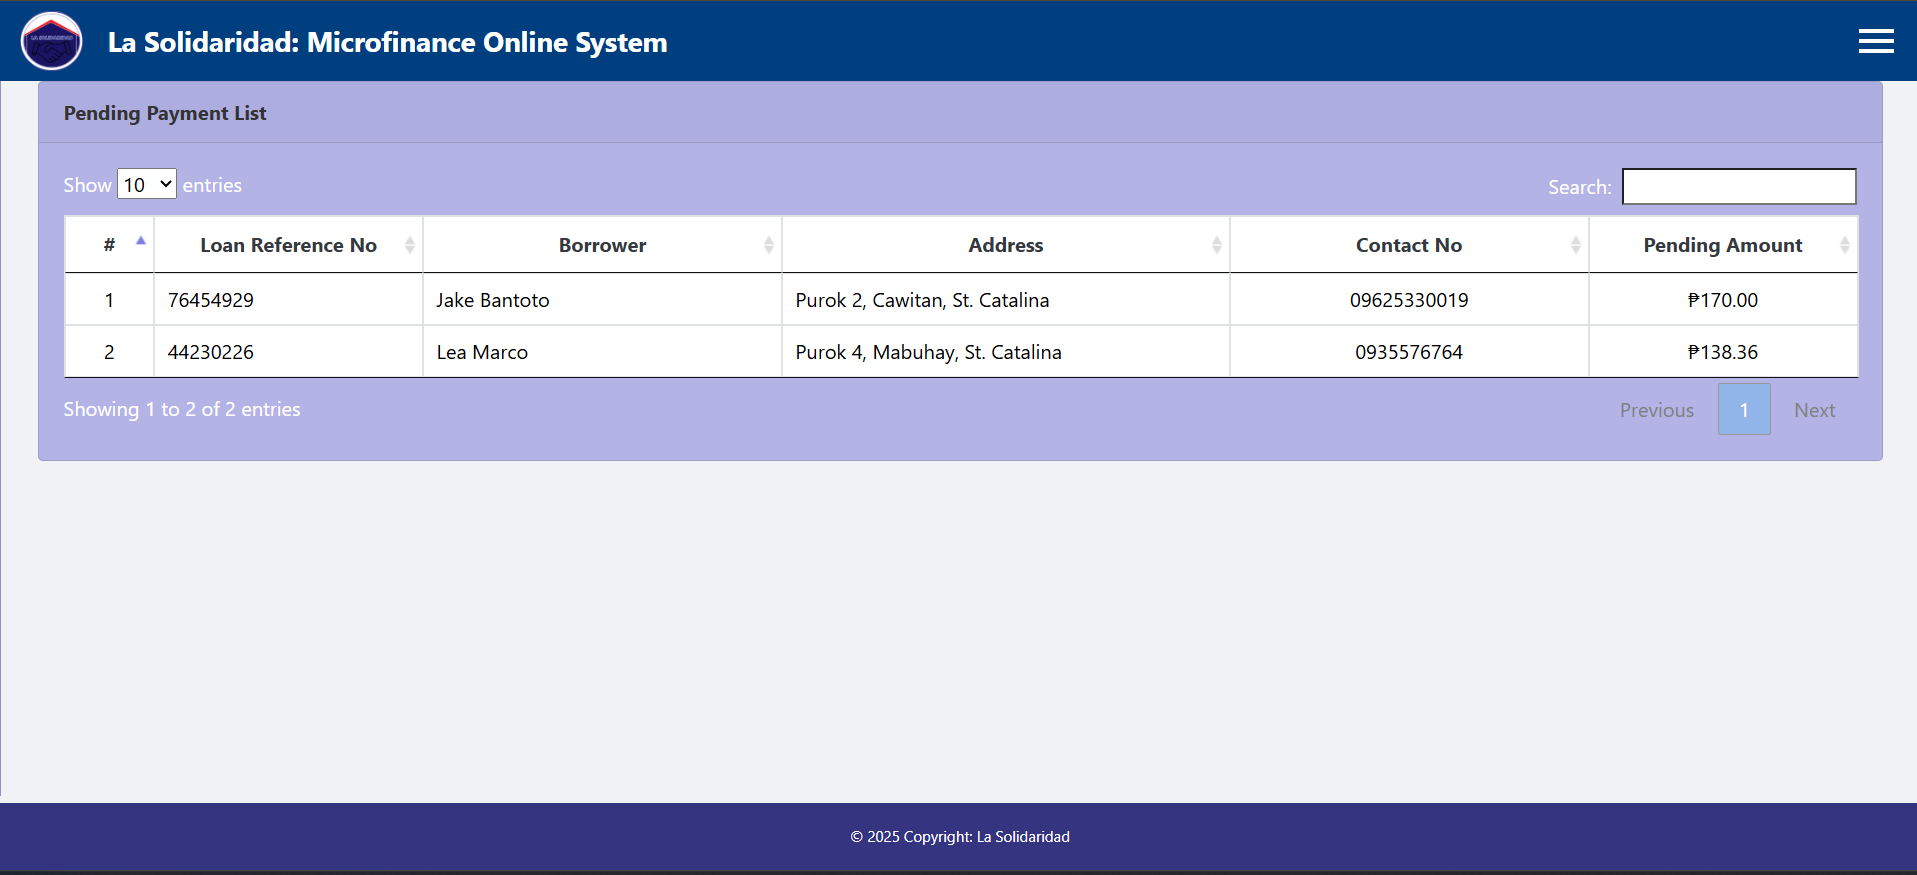 LA SOLIDARIDAD
La Solidaridad: Microfinance Online System
Pending Payment List
Show 10 entries
Search:
# Loan Reference No Borrower Address Contact No Pending Amount
1 76454929 Jake Bantoto Purok 2, Cawitan, St. Catalina 09625330019 ₱170.00
2 44230226 Lea Marco Purok 4, Mabuhay, St. Catalina 0935576764 ₱138.36
Showing 1 to 2 of 2 entries
Previous 1 Next
© 2025 Copyright: La Solidaridad